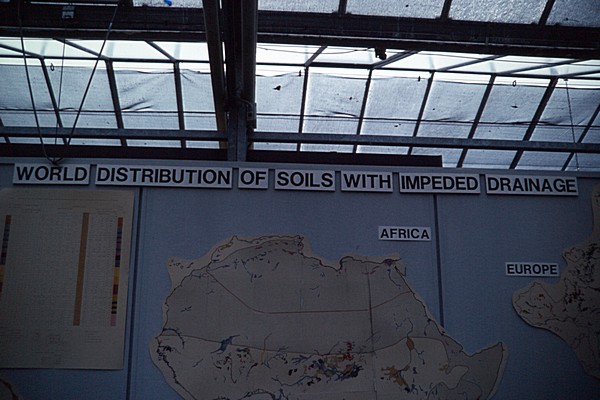 WORLD DISTRIBUTION OF SOILS WITH IMPEDED DRAINAGE
AFRICA
EUROPE